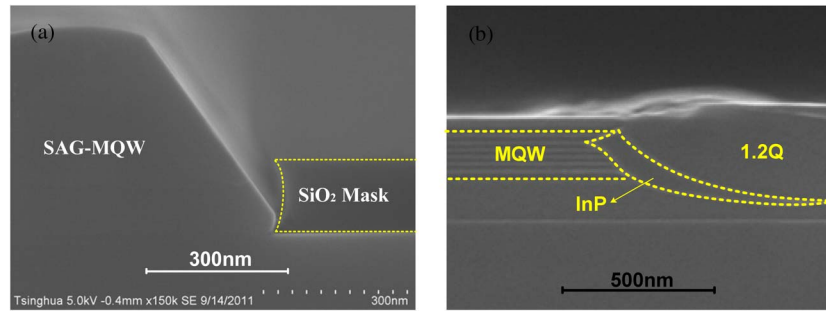 (a)
SAG-MQW
SiO₂ Mask
300nm
Tsinghua 5.0kV -0.4mm x150k SE 9/14/2011
300nm
(b)
MQW
1.2Q
InP
500nm